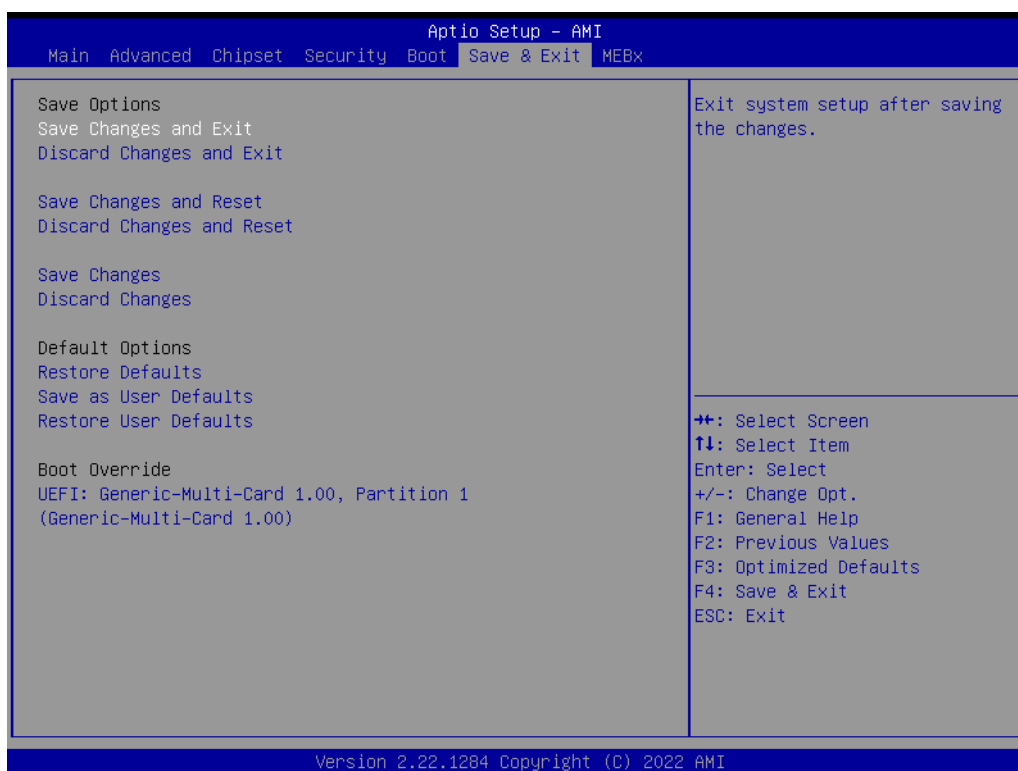 Aptio Setup – AMI
Main Advanced Chipset Security Boot Save & Exit MEBx
Save Options
Save Changes and Exit
Discard Changes and Exit
Save Changes and Reset
Discard Changes and Reset
Save Changes
Discard Changes
Default Options
Restore Defaults
Save as User Defaults
Restore User Defaults
Boot Override
UEFI: Generic-Multi-Card 1.00, Partition 1
(Generic-Multi-Card 1.00)
Exit system setup after saving
the changes.
→←: Select Screen
↑↓: Select Item
Enter: Select
+/-: Change Opt.
F1: General Help
F2: Previous Values
F3: Optimized Defaults
F4: Save & Exit
ESC: Exit
Version 2.22.1284 Copyright (C) 2022 AMI